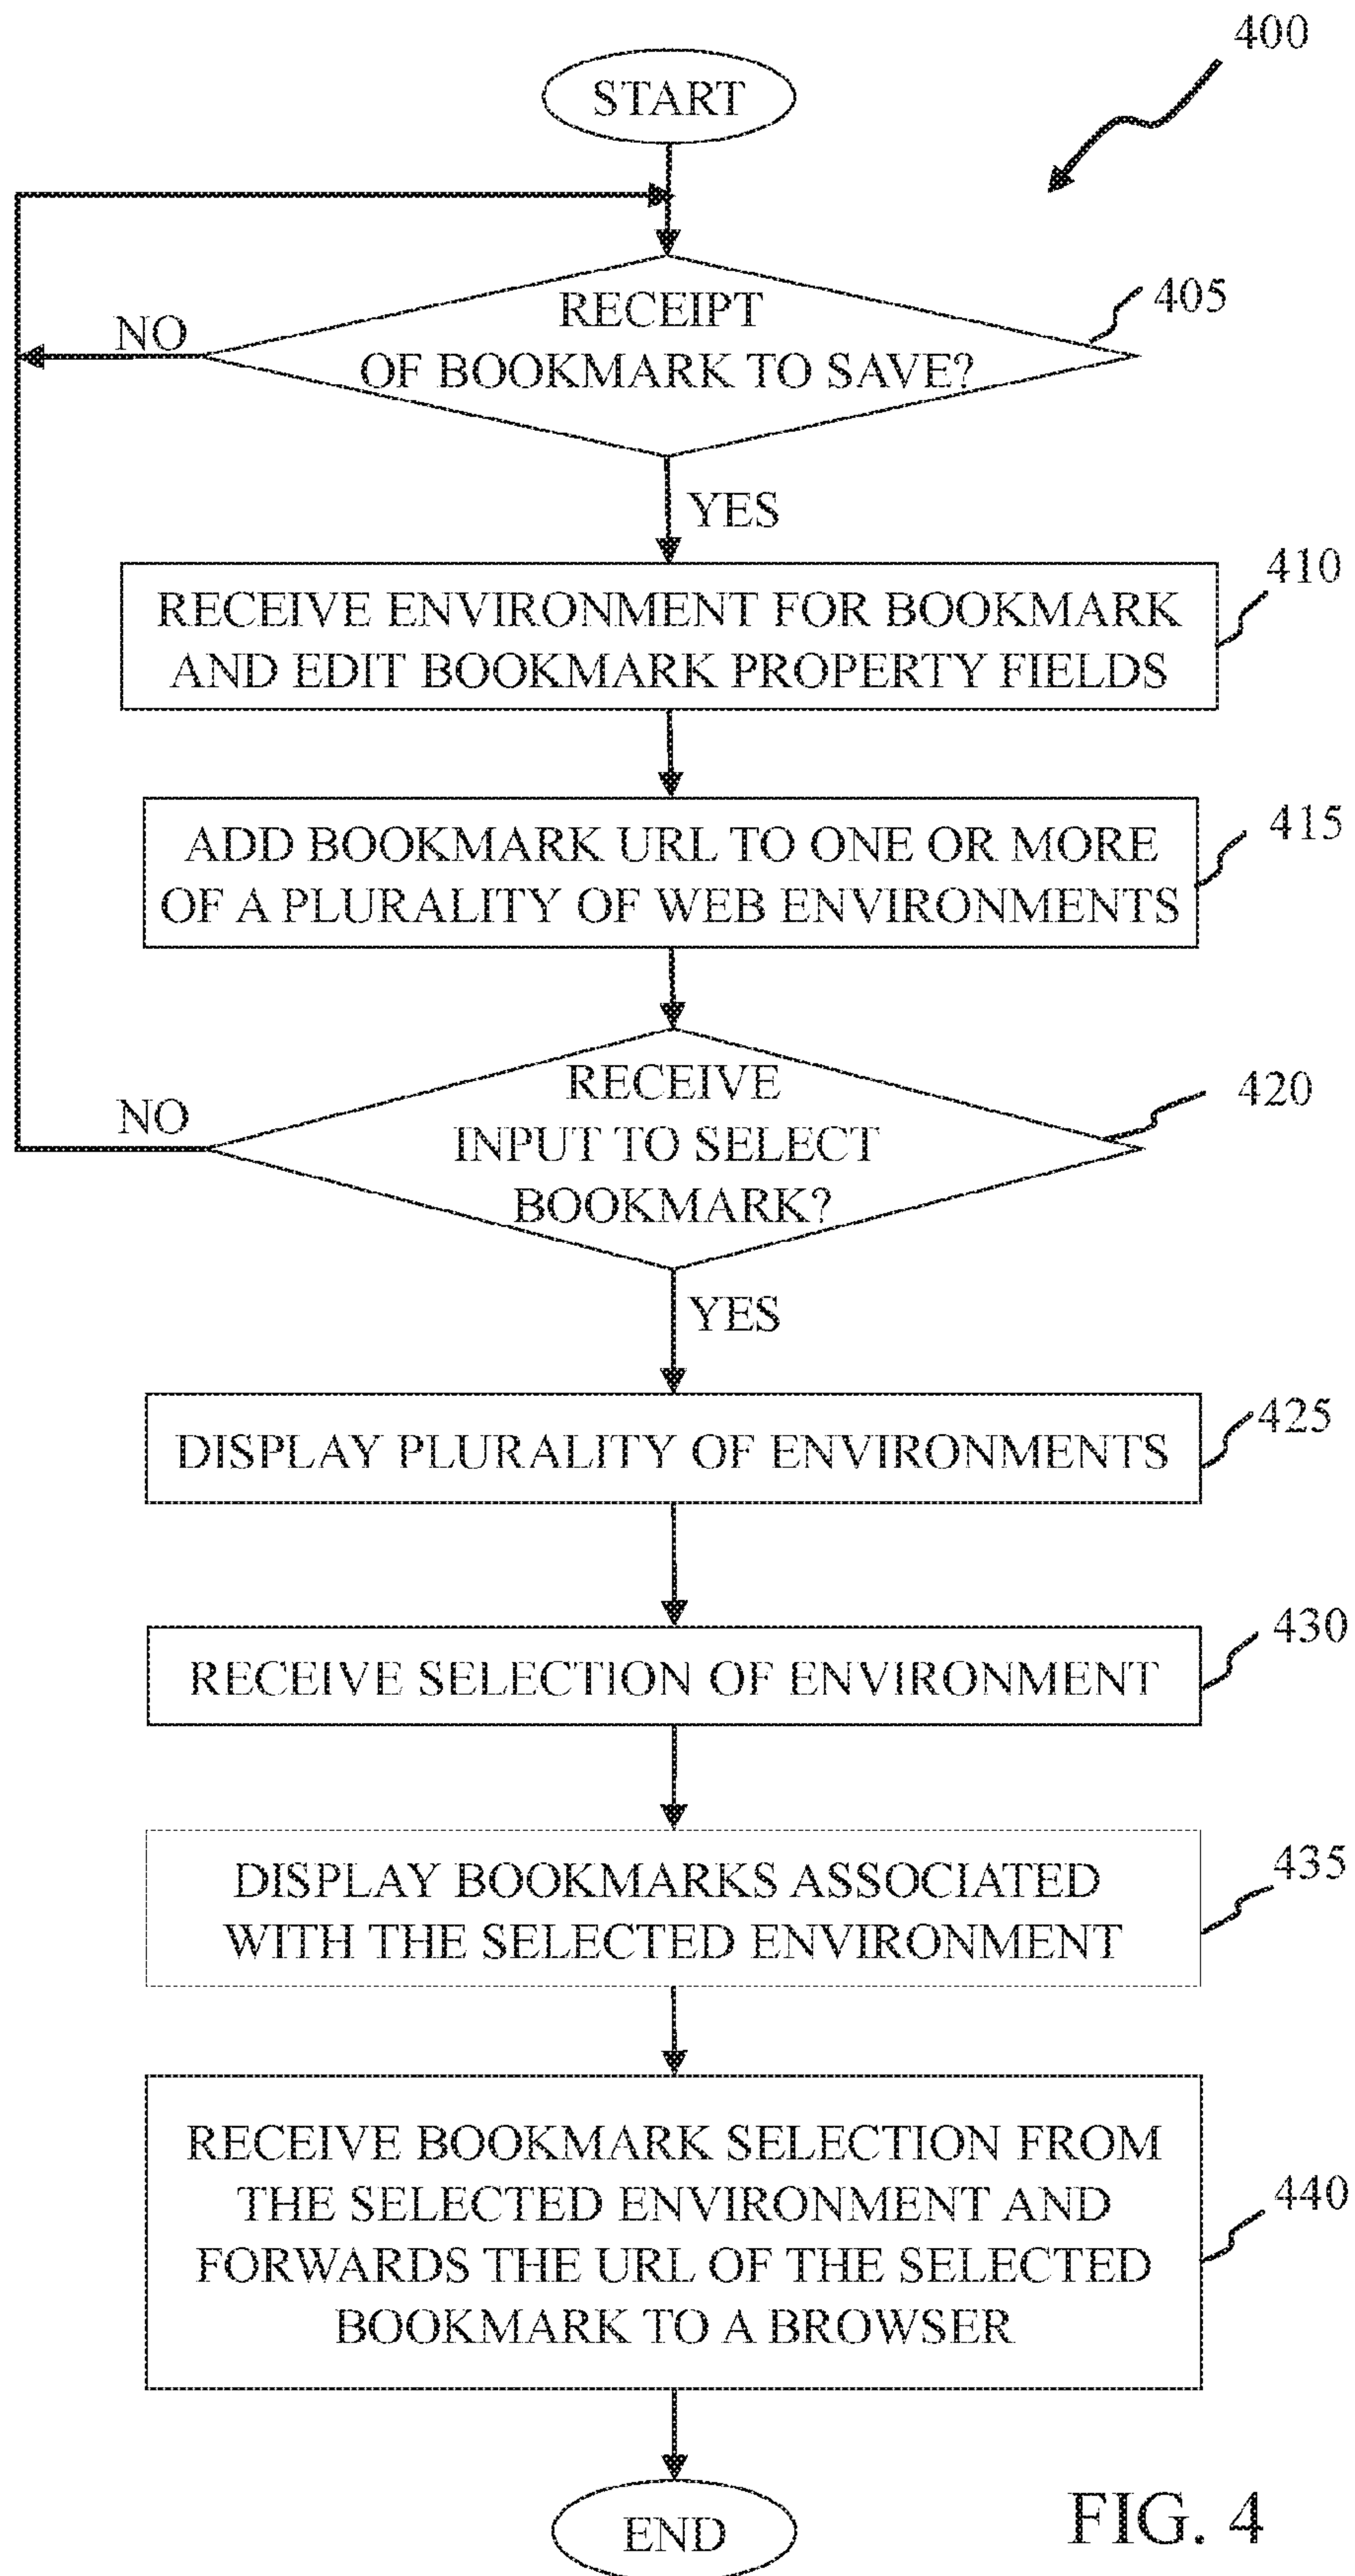 400
START
RECEIPT
OF BOOKMARK TO SAVE?
405
NO
YES
RECEIVE ENVIRONMENT FOR BOOKMARK
AND EDIT BOOKMARK PROPERTY FIELDS
410
ADD BOOKMARK URL TO ONE OR MORE
OF A PLURALITY OF WEB ENVIRONMENTS
415
RECEIVE
INPUT TO SELECT
BOOKMARK?
420
NO
YES
DISPLAY PLURALITY OF ENVIRONMENTS
425
RECEIVE SELECTION OF ENVIRONMENT
430
DISPLAY BOOKMARKS ASSOCIATED
WITH THE SELECTED ENVIRONMENT
435
RECEIVE BOOKMARK SELECTION FROM
THE SELECTED ENVIRONMENT AND
FORWARDS THE URL OF THE SELECTED
BOOKMARK TO A BROWSER
440
END
FIG. 4